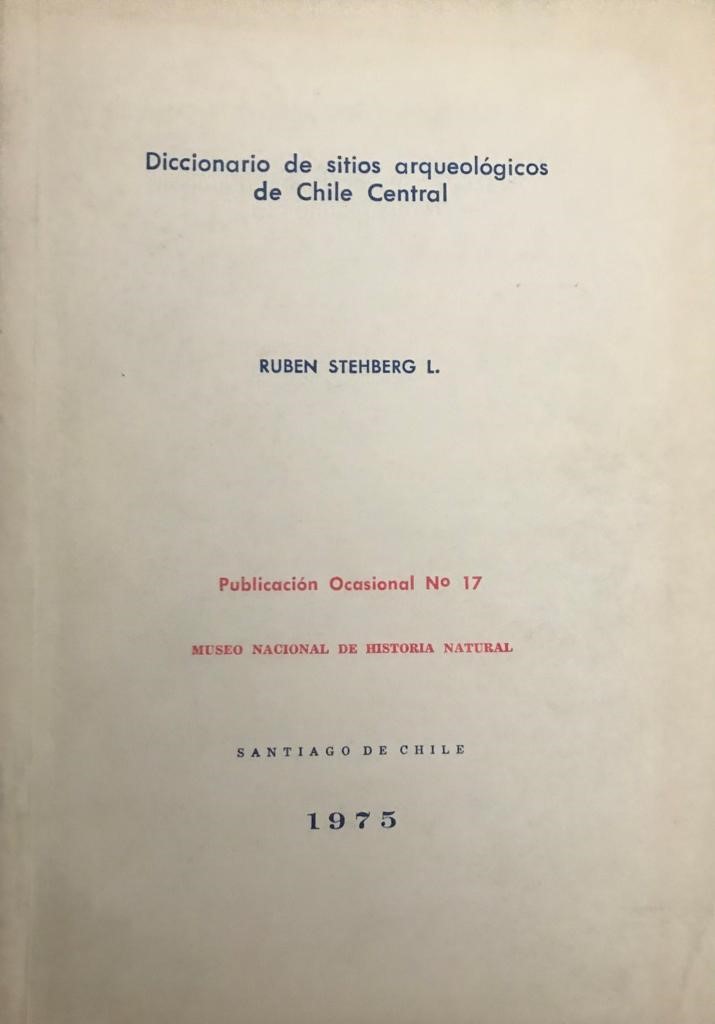 Diccionario de sitios arqueológicos
de Chile Central
RUBEN STEHBERG L.
Publicación Ocasional Nº 17
MUSEO NACIONAL DE HISTORIA NATURAL
SANTIAGO DE CHILE
1975